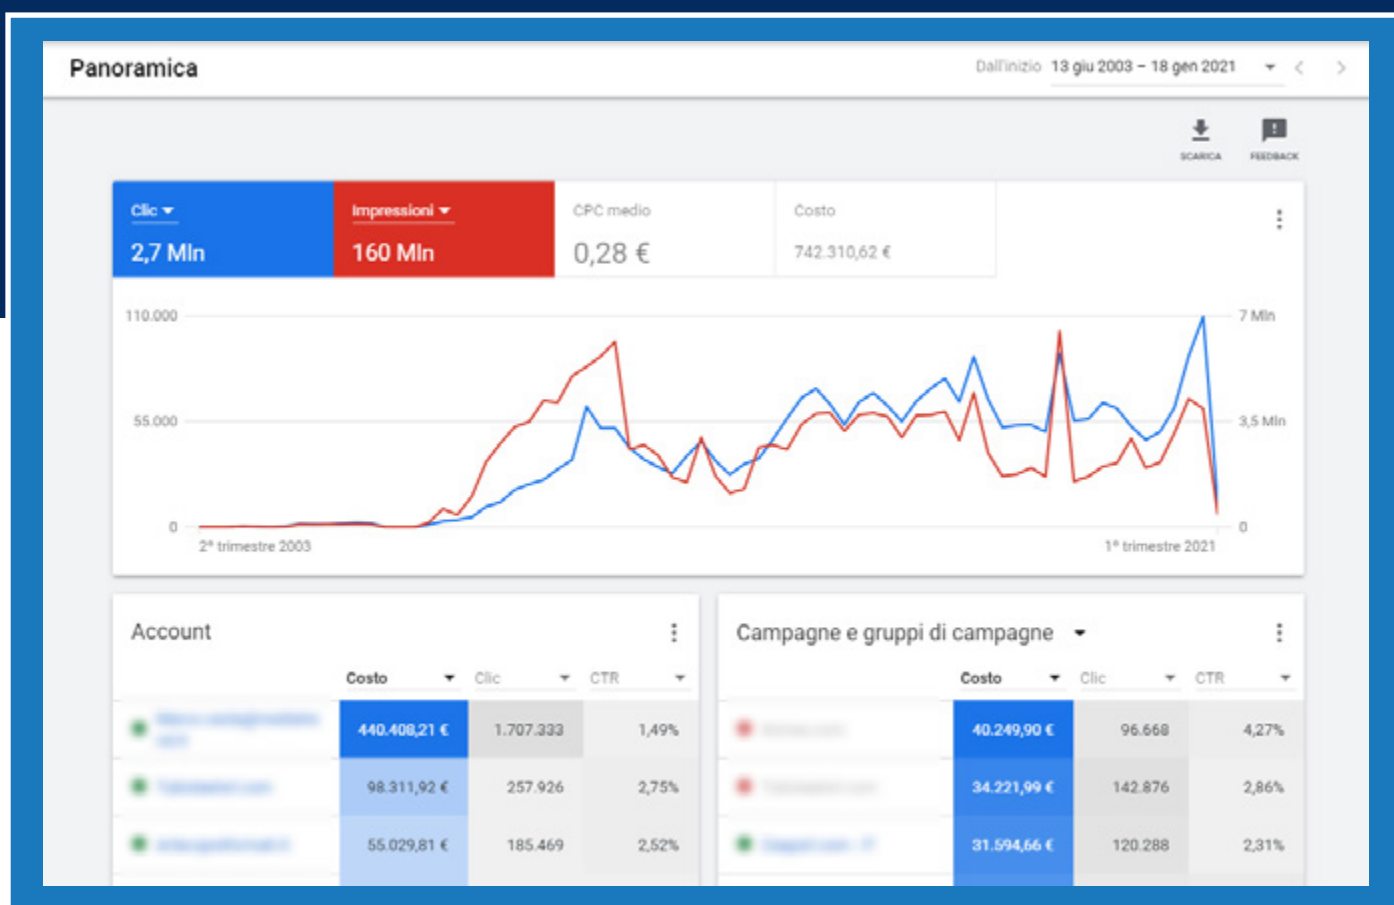 Panoramica
Dall'inizio 13 giu 2003 – 18 gen 2021
SCARICA FEEDBACK
Clic Impressioni CPC medio Costo
2,7 Mln 160 Mln 0,28 € 742.310,62 €
110.000 7 Mln
55.000 3,5 Mln
0 0
2º trimestre 2003 1º trimestre 2021
Account
Costo Clic CTR
440.408,21 € 1.707.333 1,49%
98.311,92 € 257.926 2,75%
55.029,81 € 185.469 2,52%
Campagne e gruppi di campagne
Costo Clic CTR
40.249,90 € 96.668 4,27%
34.221,99 € 142.876 2,86%
31.594,66 € 120.288 2,31%